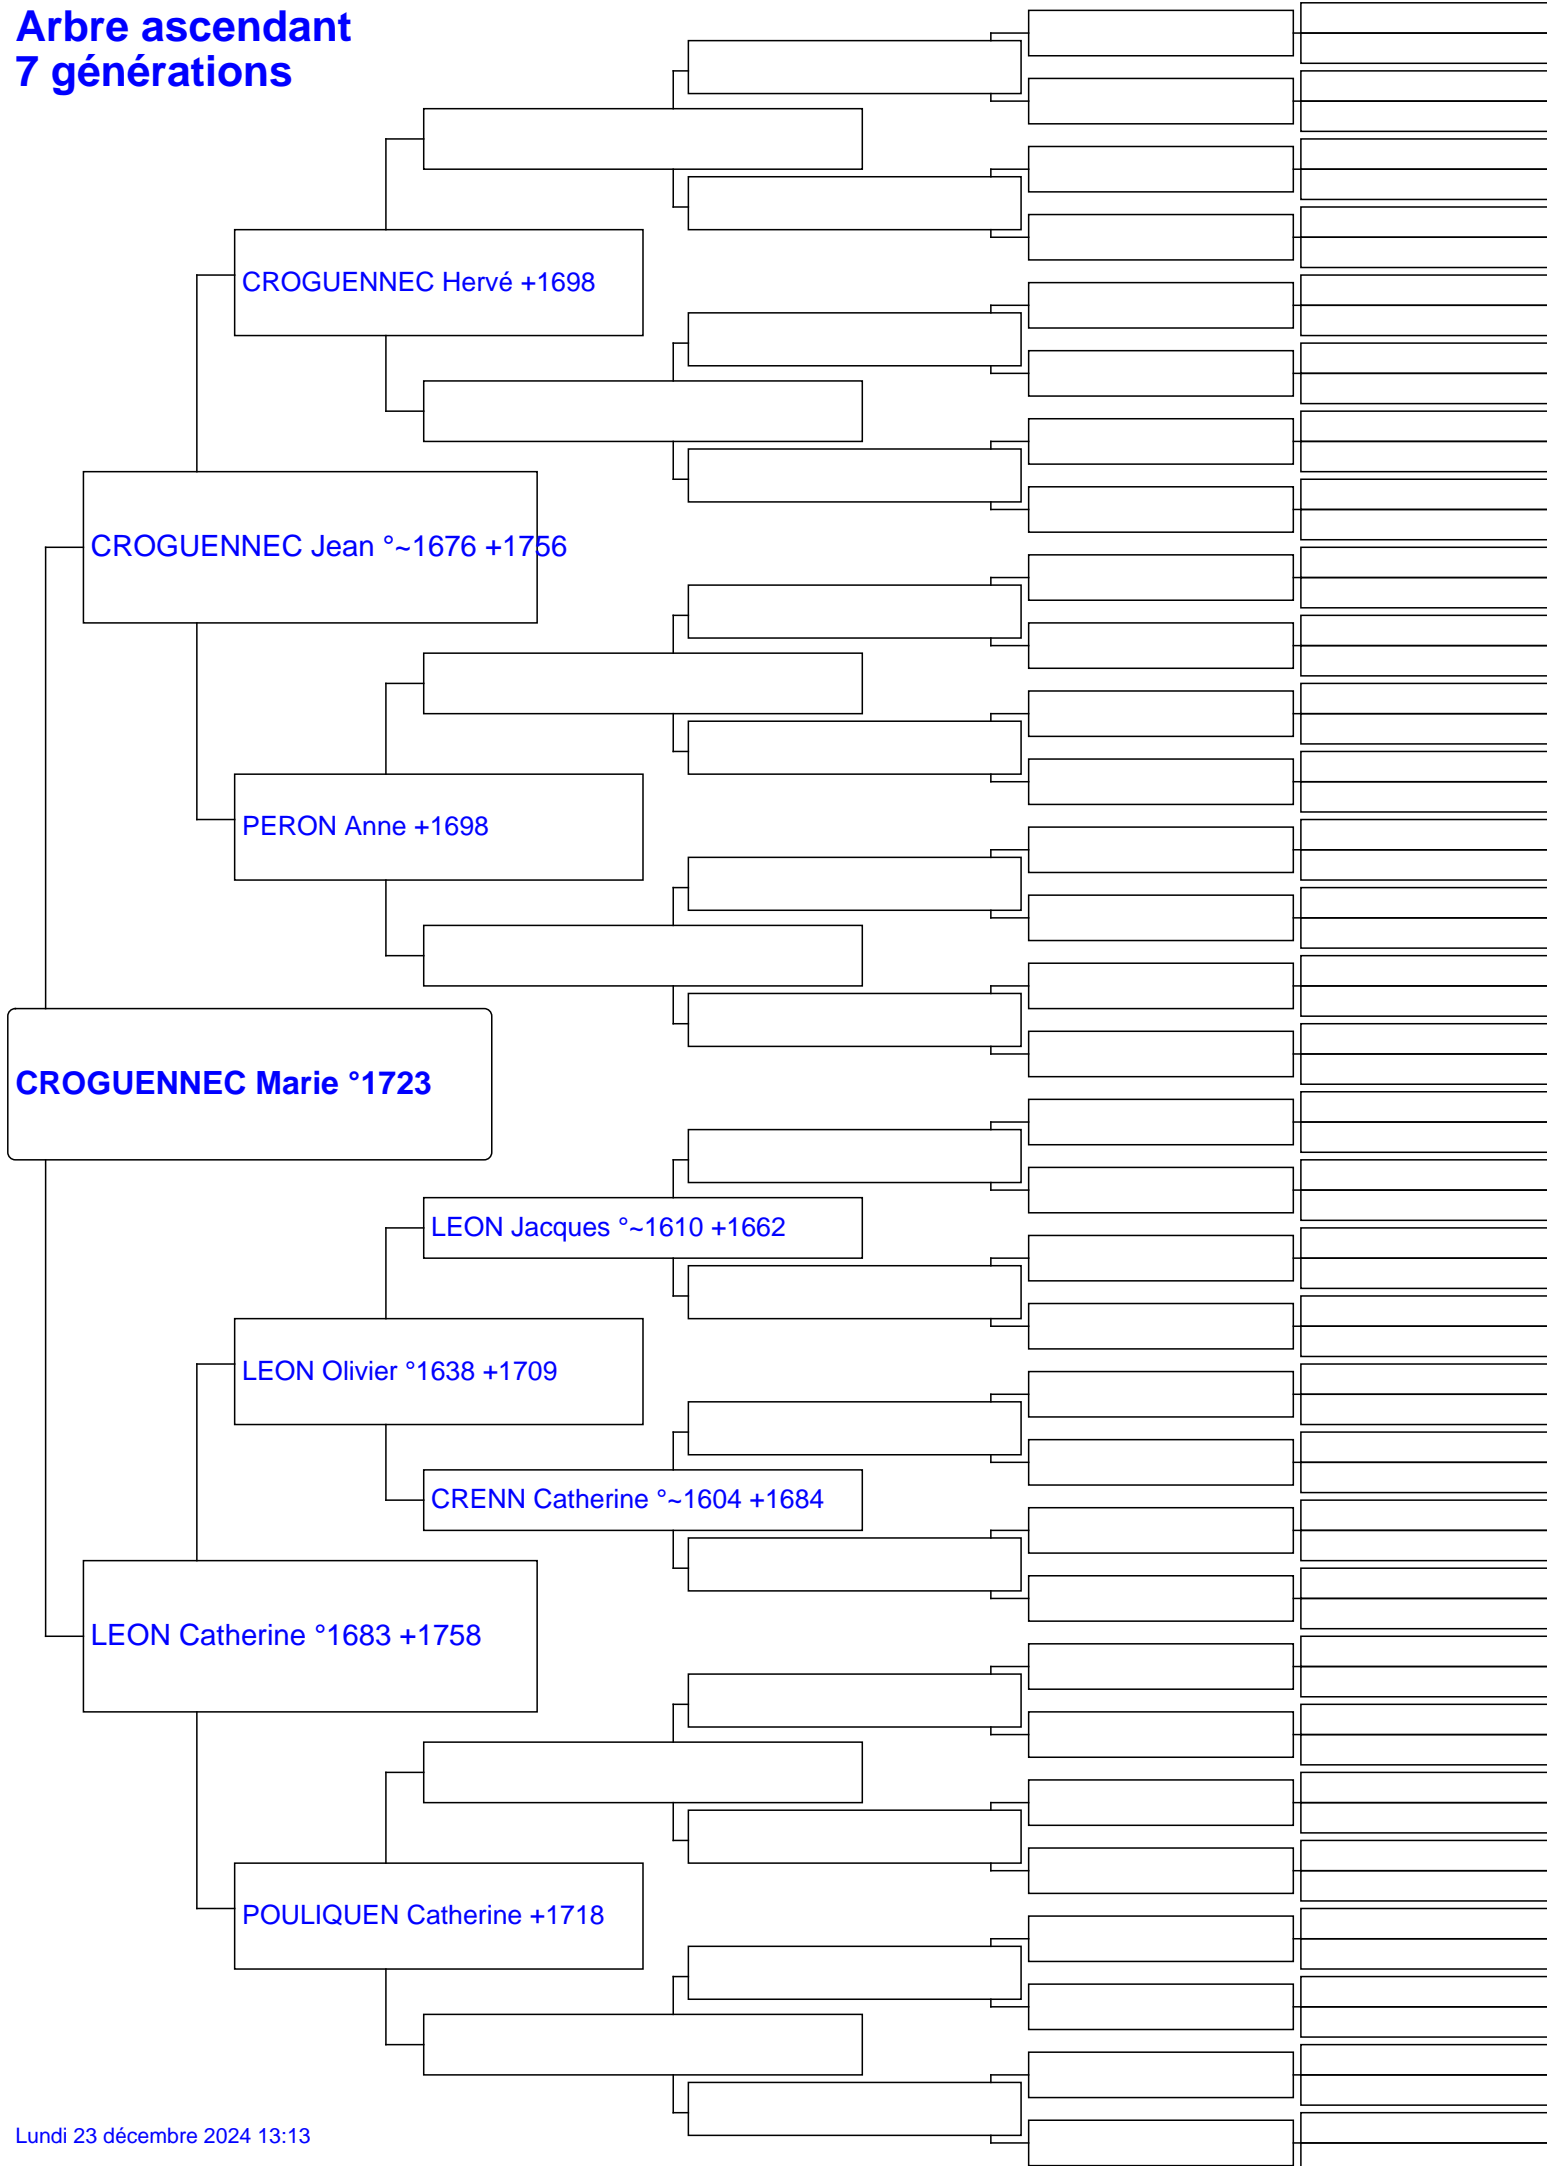 Arbre ascendant
7 générations
CROGUENNEC Hervé +1698
CROGUENNEC Jean °~1676 +1756
PERON Anne +1698
CROGUENNEC Marie °1723
LEON Jacques °~1610 +1662
LEON Olivier °1638 +1709
CRENN Catherine °~1604 +1684
LEON Catherine °1683 +1758
POULIQUEN Catherine +1718
Lundi 23 décembre 2024 13:13